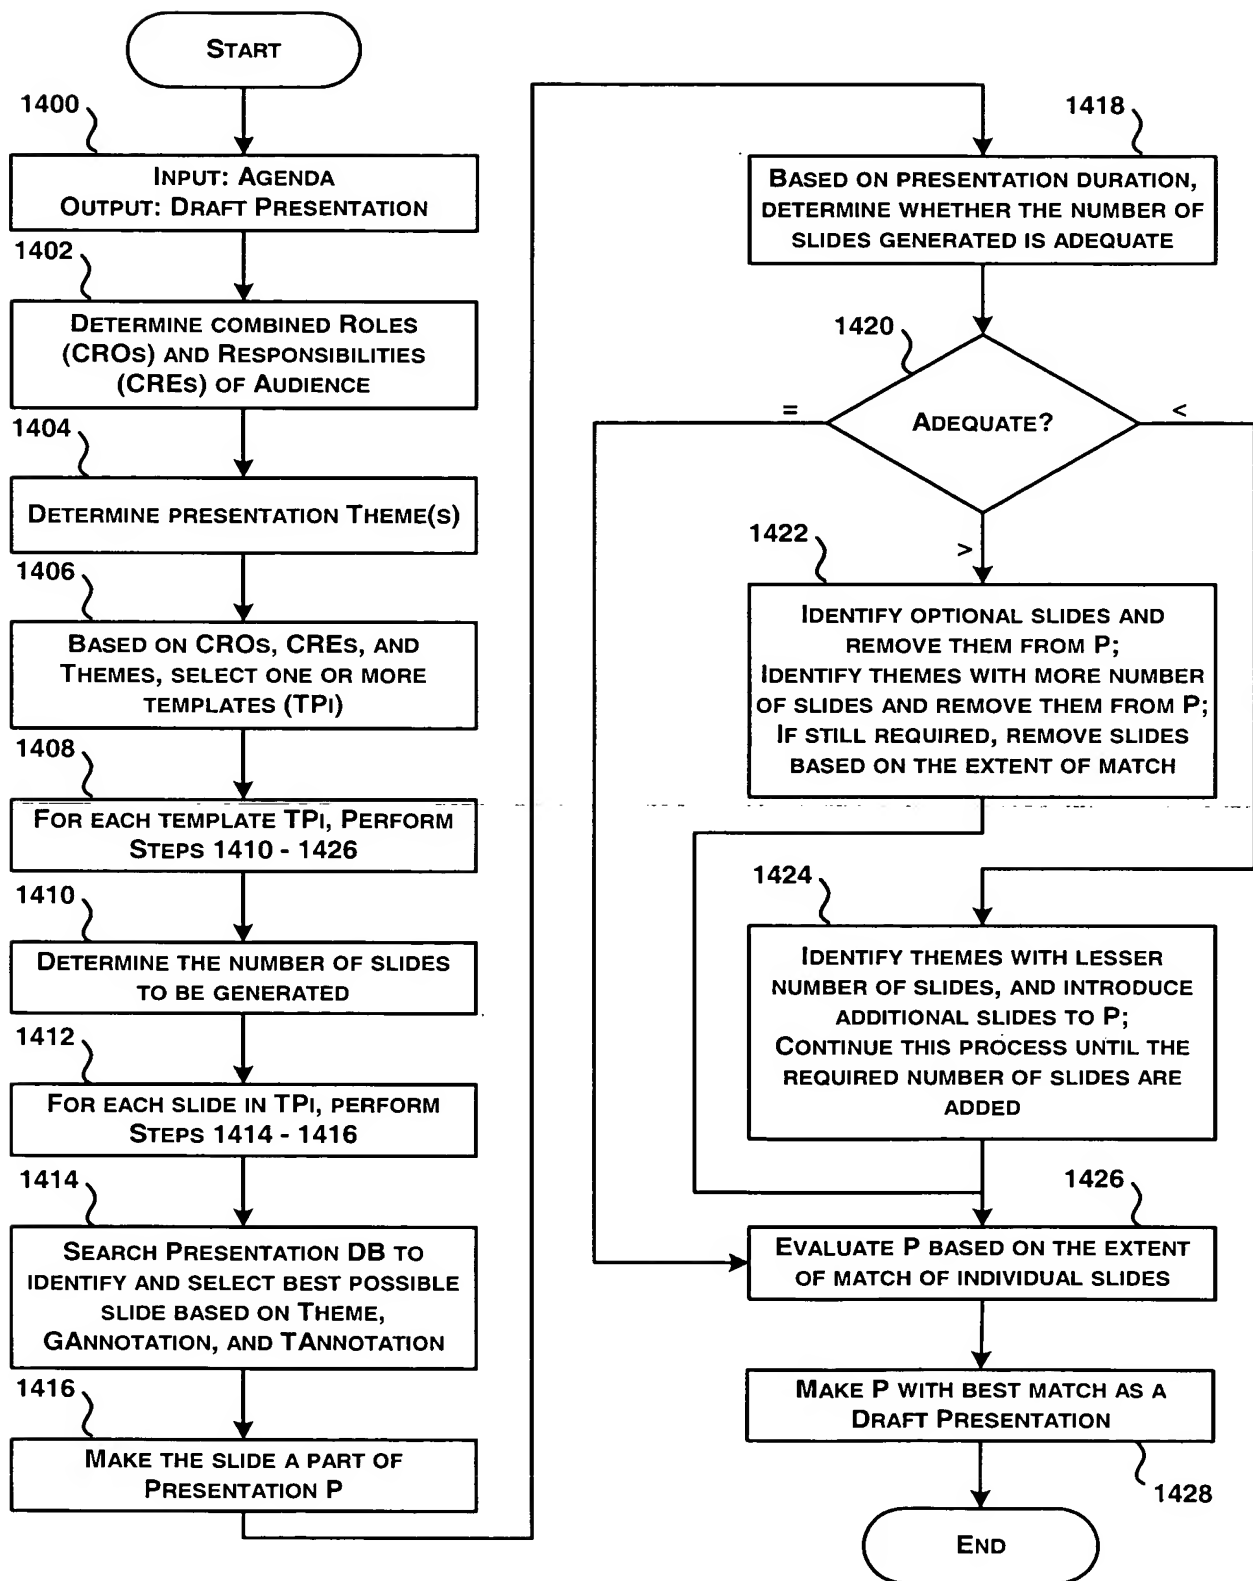 START
1400
INPUT: AGENDA
OUTPUT: DRAFT PRESENTATION
1402
DETERMINE COMBINED ROLES
(CROS) AND RESPONSIBILITIES
(CRES) OF AUDIENCE
1404
DETERMINE PRESENTATION THEME(S)
1406
BASED ON CROS, CRES, AND
THEMES, SELECT ONE OR MORE
TEMPLATES (TPI)
1408
FOR EACH TEMPLATE TPI, PERFORM
STEPS 1410 - 1426
1410
DETERMINE THE NUMBER OF SLIDES
TO BE GENERATED
1412
FOR EACH SLIDE IN TPI, PERFORM
STEPS 1414 - 1416
1414
SEARCH PRESENTATION DB TO
IDENTIFY AND SELECT BEST POSSIBLE
SLIDE BASED ON THEME,
GANNOTATION, AND TANNOTATION
1416
MAKE THE SLIDE A PART OF
PRESENTATION P
1418
BASED ON PRESENTATION DURATION,
DETERMINE WHETHER THE NUMBER OF
SLIDES GENERATED IS ADEQUATE
1420
ADEQUATE?
=
<
>
1422
IDENTIFY OPTIONAL SLIDES AND
REMOVE THEM FROM P;
IDENTIFY THEMES WITH MORE NUMBER
OF SLIDES AND REMOVE THEM FROM P;
IF STILL REQUIRED, REMOVE SLIDES
BASED ON THE EXTENT OF MATCH
1424
IDENTIFY THEMES WITH LESSER
NUMBER OF SLIDES, AND INTRODUCE
ADDITIONAL SLIDES TO P;
CONTINUE THIS PROCESS UNTIL THE
REQUIRED NUMBER OF SLIDES ARE
ADDED
1426
EVALUATE P BASED ON THE EXTENT
OF MATCH OF INDIVIDUAL SLIDES
MAKE P WITH BEST MATCH AS A
DRAFT PRESENTATION
1428
END